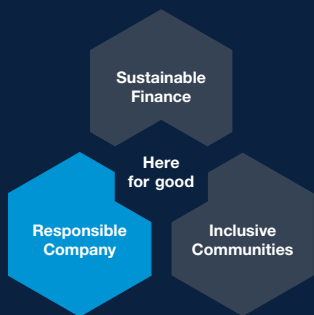 Sustainable
Finance
Here
for good
Responsible
Company
Inclusive
Communities